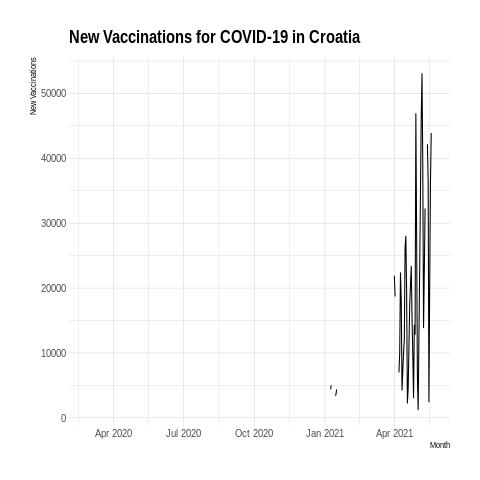 New Vaccinations for COVID-19 in Croatia
New Vaccinations
50000
40000
30000
20000
10000
0
Apr 2020 Jul 2020 Oct 2020 Jan 2021 Apr 2021
Month